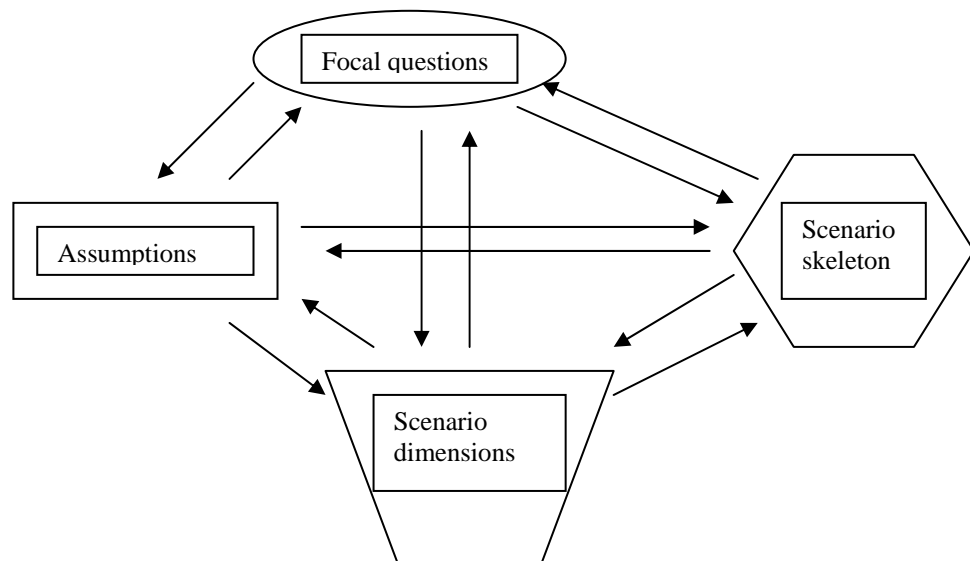 Focal questions
Assumptions
Scenario
skeleton
Scenario
dimensions